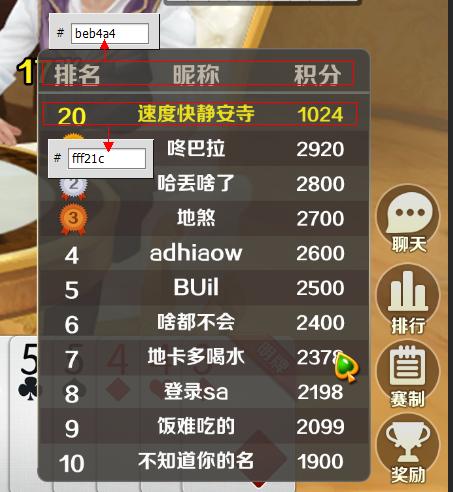 # beb4a4
1
排名 昵称 积分
20 速度快静安寺 1024
咚巴拉 2920
# fff21c
2 哈丢啥了 2800
3 地煞 2700
4 adhiaow 2600
聊天
5 BUil 2500
6 啥都不会 2400
排行
7 地卡多喝水 2378
5 4
8 登录sa 2198
赛制
9 饭难吃的 2099
10 不知道你的名 1900
奖励